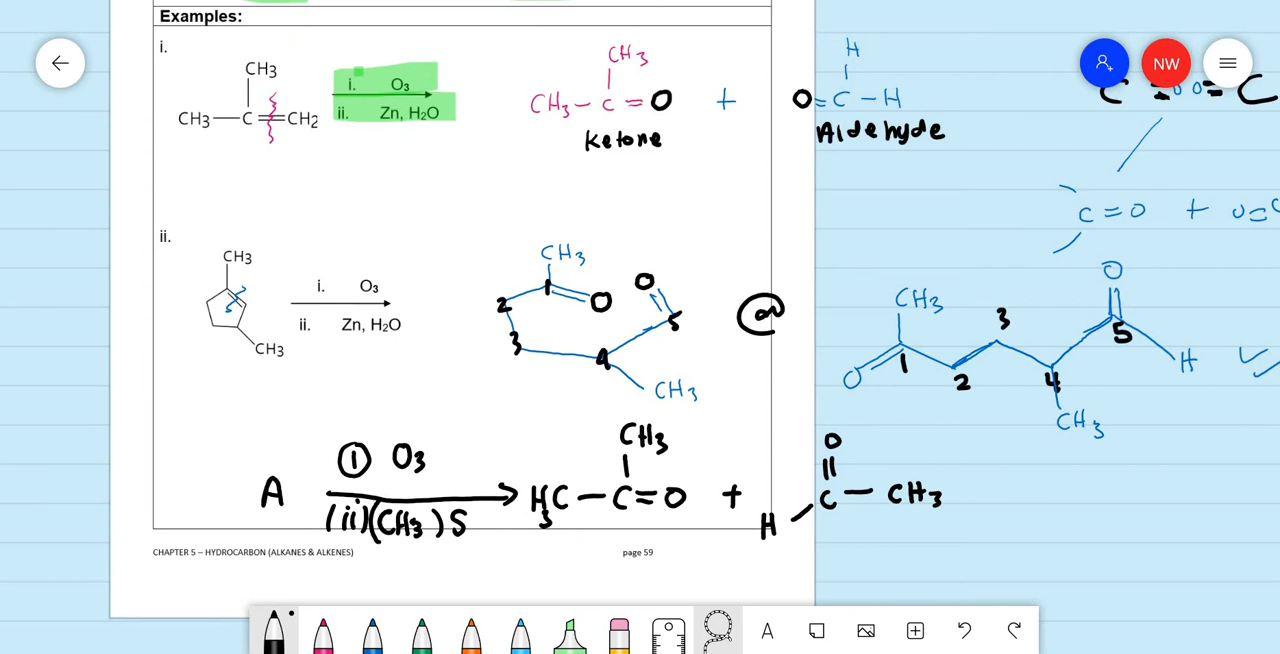 Examples:
i.
CH3
CH3 — C = CH2
i. O3
ii. Zn, H2O
CH3
CH3 – C = O
Ketone
+
H
O = C – H
Aldehyde
NW
C = O O = C
C = O + O = C
ii.
CH3
CH3
i. O3
ii. Zn, H2O
CH3
1 O
2
3
4
5
O
CH3
@
CH3
O
1
2
3
4
5
O
H
CH3
A
① O3
(ii)(CH3)S
CH3
H3C – C = O
+
O
H – C – CH3
CHAPTER 5 – HYDROCARBON (ALKANES & ALKENES)
page 59
A